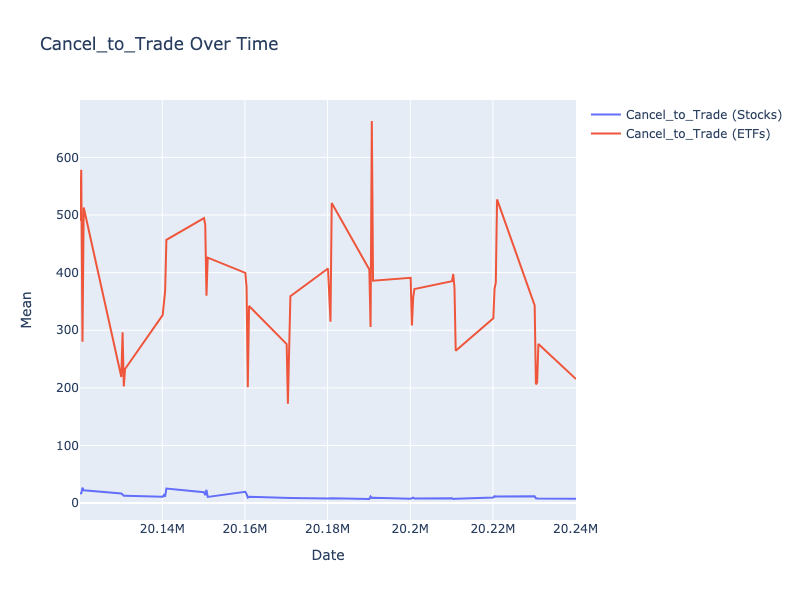 Cancel_to_Trade Over Time
Cancel_to_Trade (Stocks)
Cancel_to_Trade (ETFs)
Mean
600
500
400
300
200
100
0
20.14M
20.16M
20.18M
20.2M
20.22M
20.24M
Date